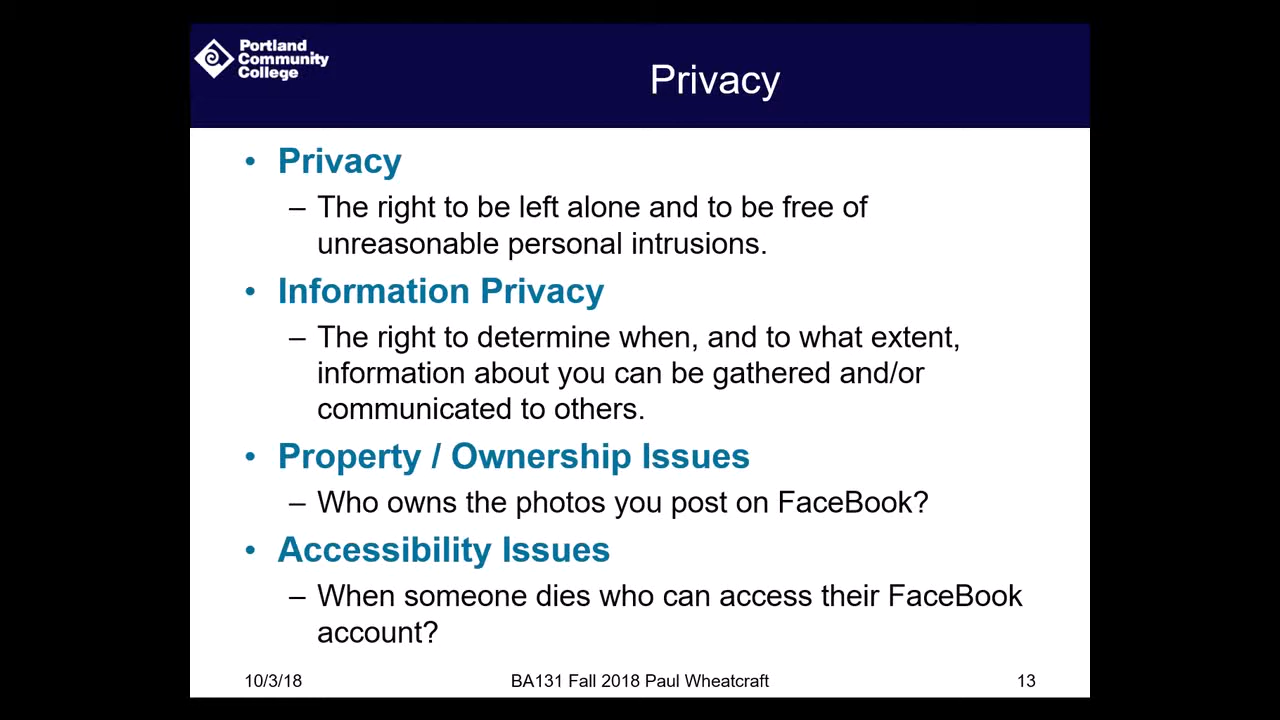 Portland
Community
College
Privacy
• Privacy
– The right to be left alone and to be free of
unreasonable personal intrusions.
• Information Privacy
– The right to determine when, and to what extent,
information about you can be gathered and/or
communicated to others.
• Property / Ownership Issues
– Who owns the photos you post on FaceBook?
• Accessibility Issues
– When someone dies who can access their FaceBook
account?
10/3/18 BA131 Fall 2018 Paul Wheatcraft 13